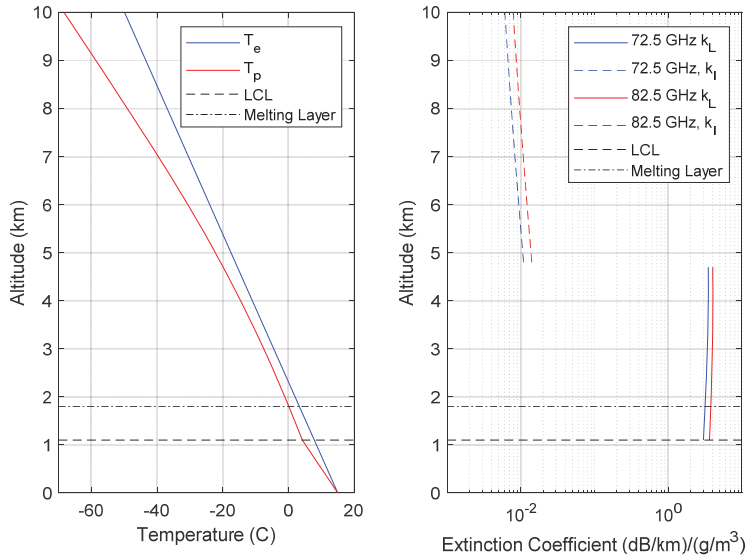 10
9
8
7
6
5
4
3
2
1
0
Altitude (km)
-60
-40
-20
0
20
Temperature (C)
T_e
T_p
LCL
Melting Layer
10
9
8
7
6
5
4
3
2
1
0
Altitude (km)
10^-2
10^0
Extinction Coefficient (dB/km)/(g/m^3)
72.5 GHz k_L
72.5 GHz, k_I
82.5 GHz k_L
82.5 GHz, k_I
LCL
Melting Layer